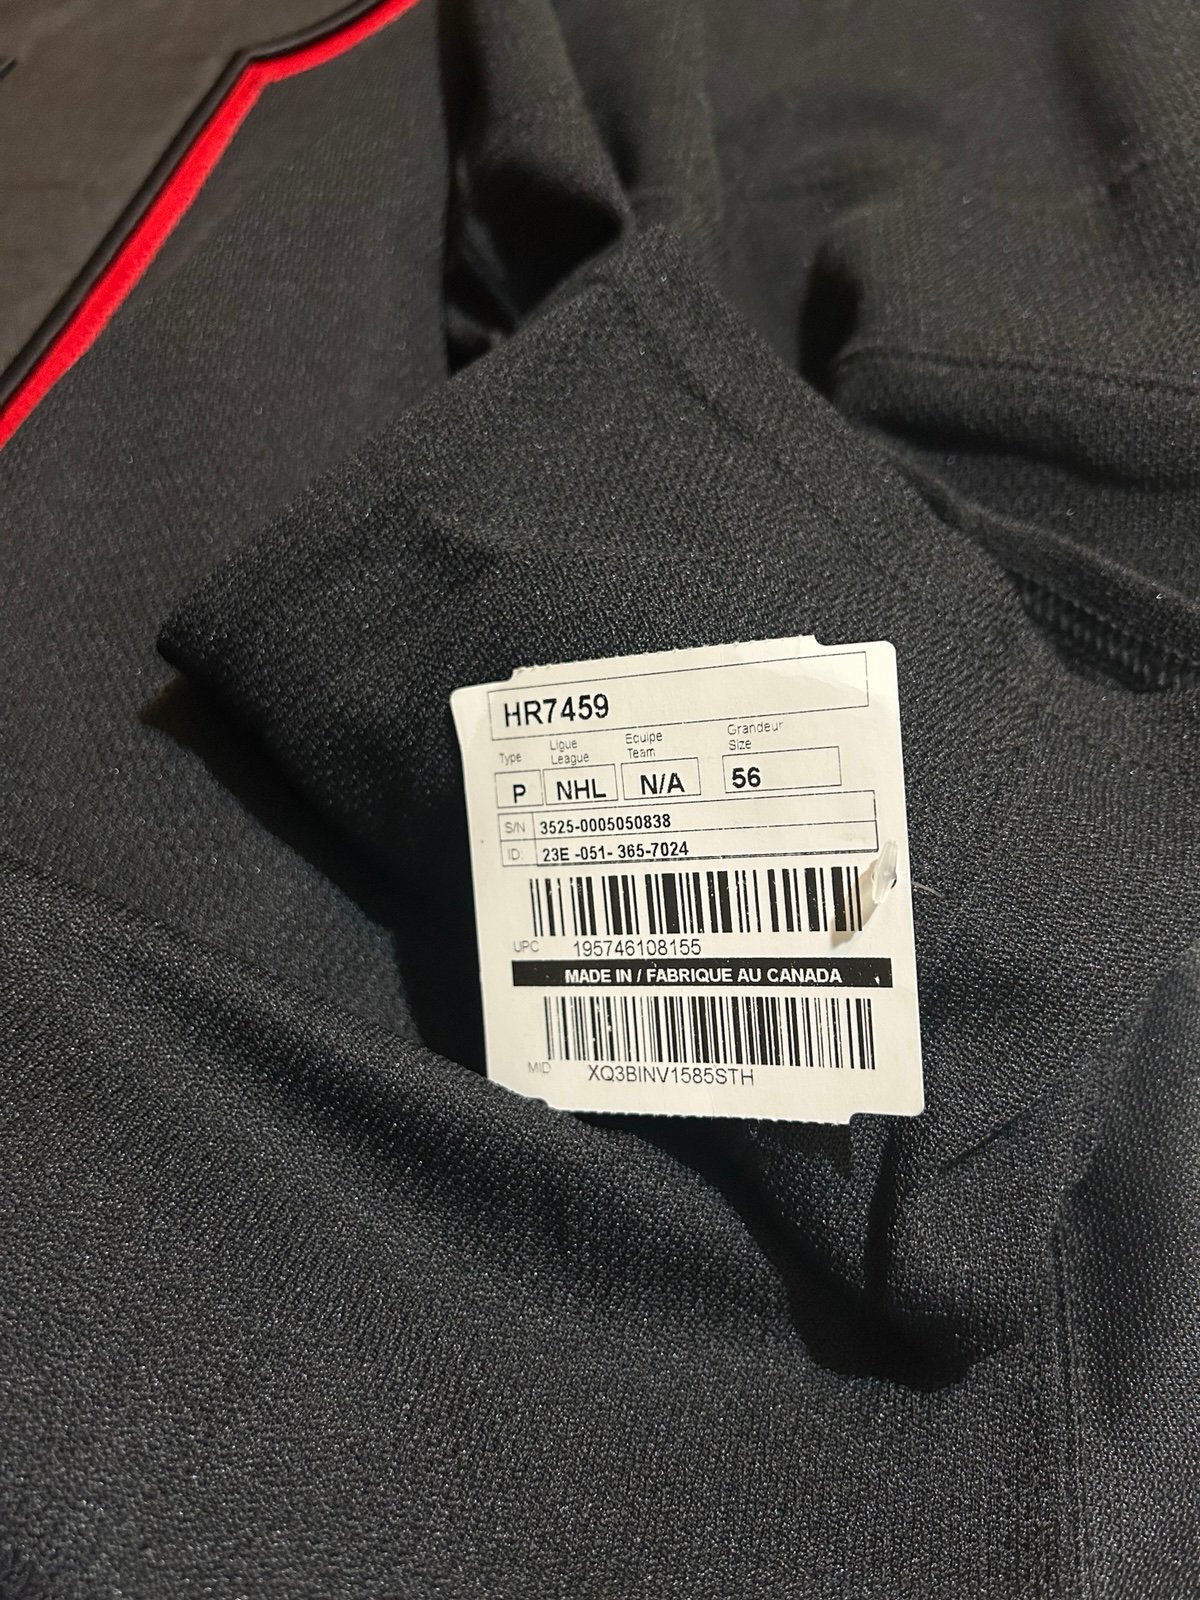 HR7459
Type Ligue League Equipe Team Grandeur Size
P NHL N/A 56
S/N 3525-0005050838
ID: 23E -051- 365-7024
UPC 195746108155
MADE IN / FABRIQUE AU CANADA
MID XQ3BINV1585STH